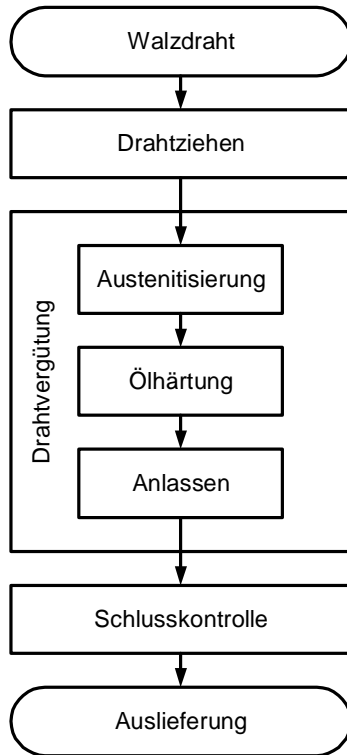 Walzdraht
Drahtziehen
Drahtvergütung
Austenitisierung
Ölhärtung
Anlassen
Schlusskontrolle
Auslieferung